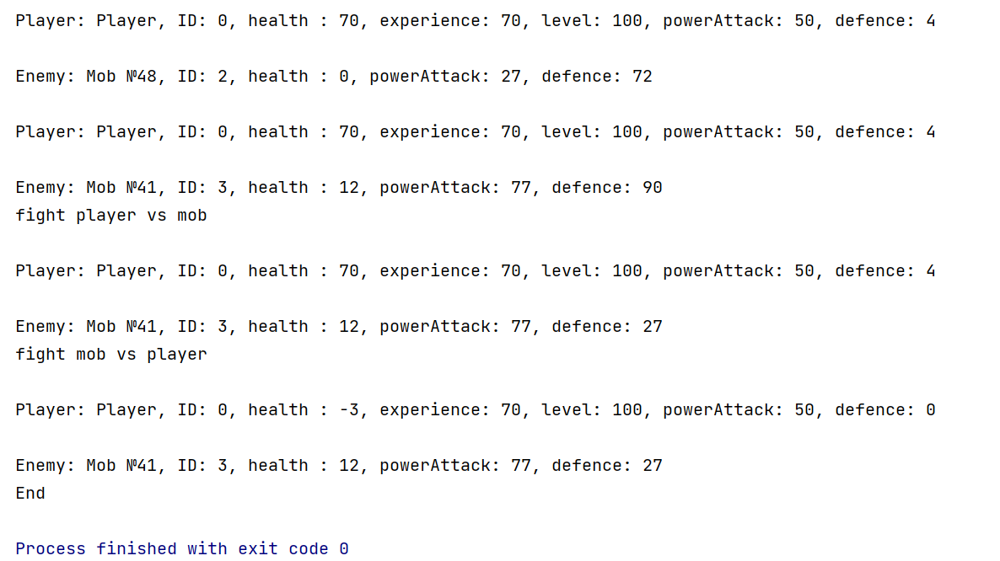 Player: Player, ID: 0, health : 70, experience: 70, level: 100, powerAttack: 50, defence: 4
Enemy: Mob №48, ID: 2, health : 0, powerAttack: 27, defence: 72
Player: Player, ID: 0, health : 70, experience: 70, level: 100, powerAttack: 50, defence: 4
Enemy: Mob №41, ID: 3, health : 12, powerAttack: 77, defence: 90
fight player vs mob
Player: Player, ID: 0, health : 70, experience: 70, level: 100, powerAttack: 50, defence: 4
Enemy: Mob №41, ID: 3, health : 12, powerAttack: 77, defence: 27
fight mob vs player
Player: Player, ID: 0, health : -3, experience: 70, level: 100, powerAttack: 50, defence: 0
Enemy: Mob №41, ID: 3, health : 12, powerAttack: 77, defence: 27
End
Process finished with exit code 0